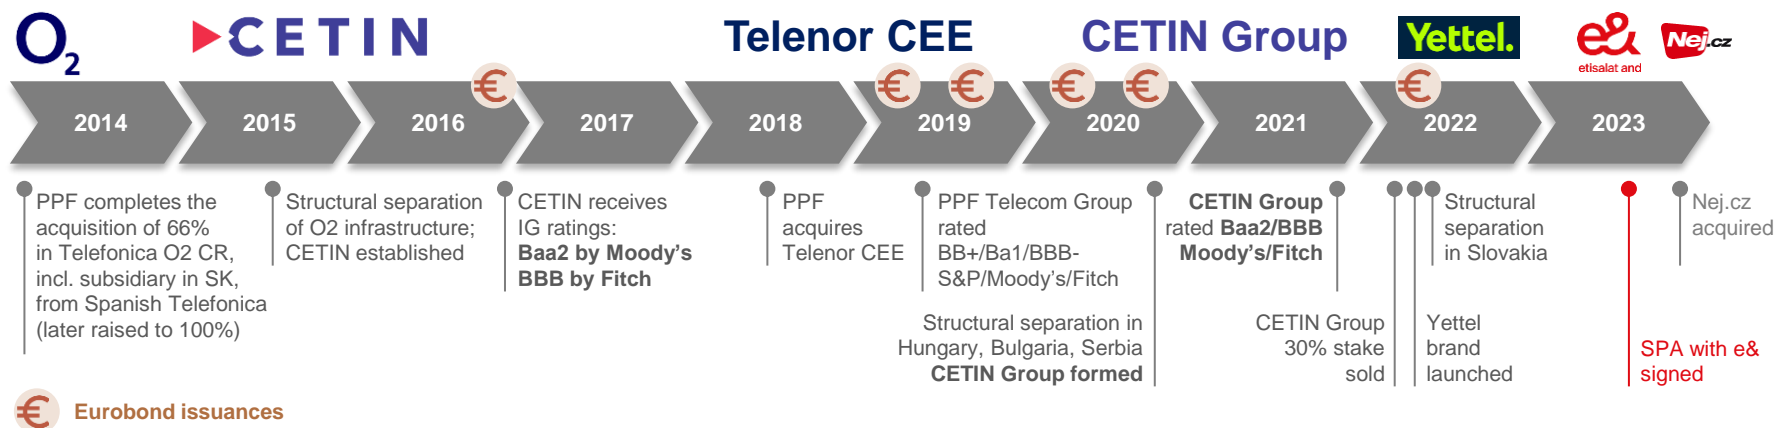 O2
CETIN
Telenor CEE
CETIN Group
Yettel.
e&
etisalat and
Nej.cz
2014
2015
2016
2017
2018
2019
2020
2021
2022
2023
PPF completes the
acquisition of 66%
in Telefonica O2 CR,
incl. subsidiary in SK,
from Spanish Telefonica
(later raised to 100%)
Structural separation
of O2 infrastructure;
CETIN established
CETIN receives
IG ratings:
Baa2 by Moody's
BBB by Fitch
PPF
acquires
Telenor CEE
PPF Telecom Group
rated
BB+/Ba1/BBB-
S&P/Moody's/Fitch
Structural separation in
Hungary, Bulgaria, Serbia
CETIN Group formed
CETIN Group
rated Baa2/BBB
Moody's/Fitch
CETIN Group
30% stake
sold
Yettel
brand
launched
Structural
separation
in Slovakia
SPA with e&
signed
Nej.cz
acquired
€ Eurobond issuances